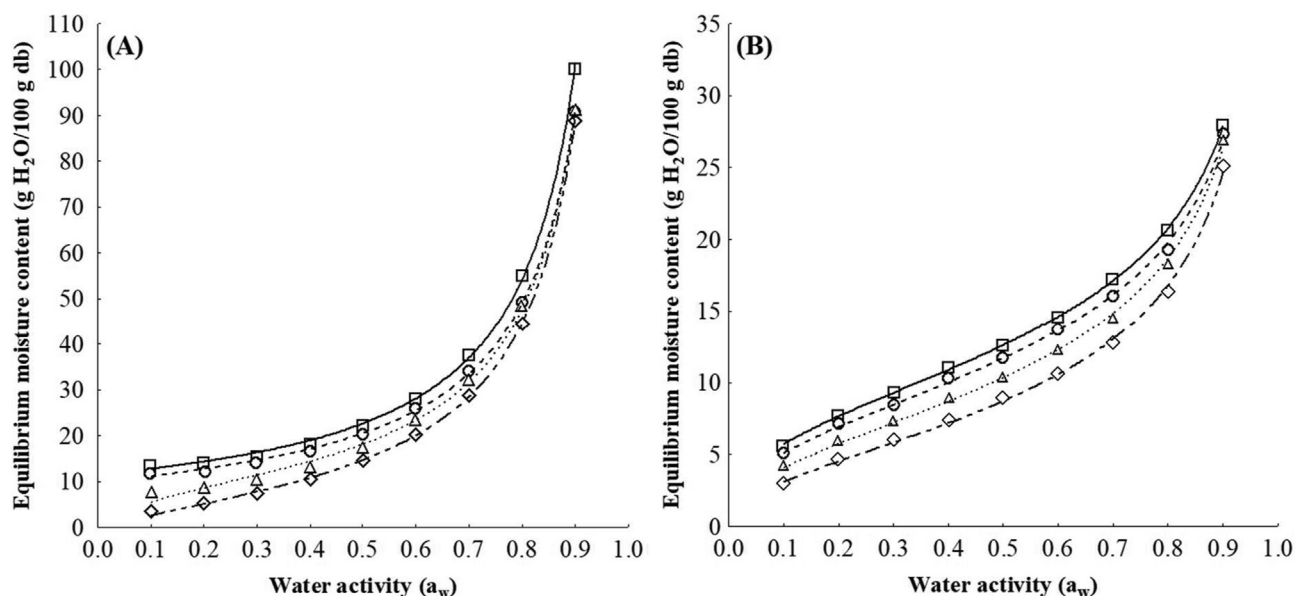 (A)
Equilibrium moisture content (g H₂O/100 g db)
110
100
90
80
70
60
50
40
30
20
10
0
0.0 0.1 0.2 0.3 0.4 0.5 0.6 0.7 0.8 0.9 1.0
Water activity (a_w)
(B)
Equilibrium moisture content (g H₂O/100 g db)
35
30
25
20
15
10
5
0
0.0 0.1 0.2 0.3 0.4 0.5 0.6 0.7 0.8 0.9 1.0
Water activity (a_w)